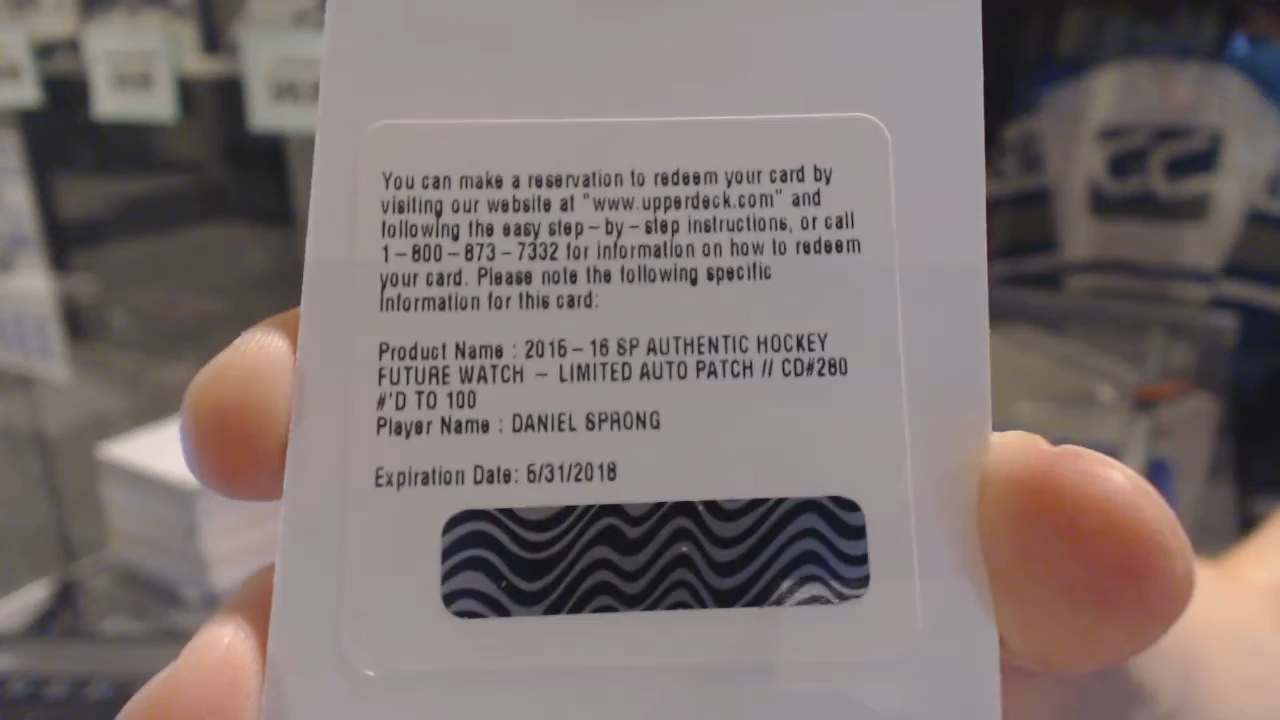 You can make a reservation to redeem your card by
visiting our website at "www.upperdeck.com" and
following the easy step-by-step instructions, or call
1-800-873-7332 for information on how to redeem
your card. Please note the following specific
information for this card:
Product Name : 2015-16 SP AUTHENTIC HOCKEY
FUTURE WATCH - LIMITED AUTO PATCH // CD#280
#'D TO 100
Player Name : DANIEL SPRONG
Expiration Date: 5/31/2018